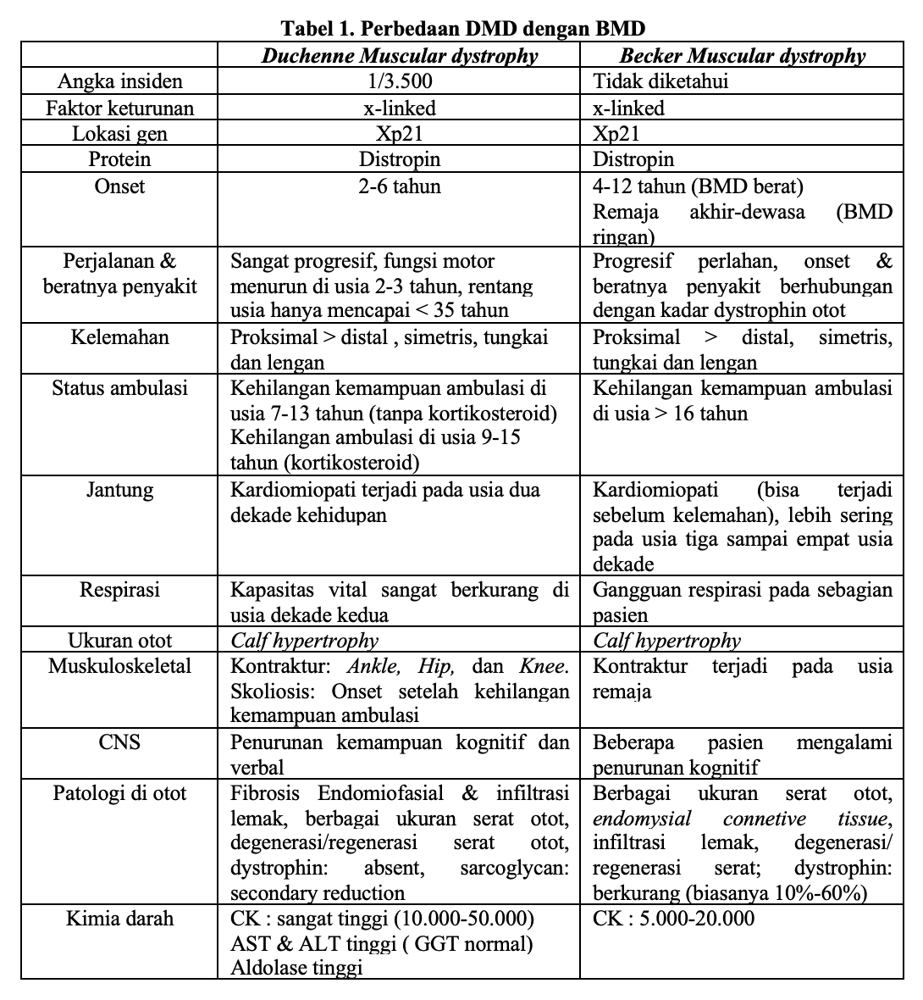 Tabel 1. Perbedaan DMD dengan BMD
Duchenne Muscular dystrophy
Becker Muscular dystrophy
Angka insiden
1/3.500
Tidak diketahui
Faktor keturunan
x-linked
x-linked
Lokasi gen
Xp21
Xp21
Protein
Distropin
Distropin
Onset
2-6 tahun
4-12 tahun (BMD berat)
Remaja akhir-dewasa (BMD
ringan)
Perjalanan &
beratnya penyakit
Sangat progresif, fungsi motor
menurun di usia 2-3 tahun, rentang
usia hanya mencapai < 35 tahun
Progresif perlahan, onset &
beratnya penyakit berhubungan
dengan kadar dystrophin otot
Kelemahan
Proksimal > distal , simetris, tungkai
dan lengan
Proksimal > distal, simetris,
tungkai dan lengan
Status ambulasi
Kehilangan kemampuan ambulasi di
usia 7-13 tahun (tanpa kortikosteroid)
Kehilangan ambulasi di usia 9-15
tahun (kortikosteroid)
Kehilangan kemampuan ambulasi
di usia > 16 tahun
Jantung
Kardiomiopati terjadi pada usia dua
dekade kehidupan
Kardiomiopati (bisa terjadi
sebelum kelemahan), lebih sering
pada usia tiga sampai empat usia
dekade
Respirasi
Kapasitas vital sangat berkurang di
usia dekade kedua
Gangguan respirasi pada sebagian
pasien
Ukuran otot
Calf hypertrophy
Calf hypertrophy
Muskuloskeletal
Kontraktur: Ankle, Hip, dan Knee.
Skoliosis: Onset setelah kehilangan
kemampuan ambulasi
Kontraktur terjadi pada usia
remaja
CNS
Penurunan kemampuan kognitif dan
verbal
Beberapa pasien mengalami
penurunan kognitif
Patologi di otot
Fibrosis Endomiofasial & infiltrasi
lemak, berbagai ukuran serat otot,
degenerasi/regenerasi serat otot,
dystrophin: absent, sarcoglycan:
secondary reduction
Berbagai ukuran serat otot,
endomysial connetive tissue,
infiltrasi lemak, degenerasi/
regenerasi serat; dystrophin:
berkurang (biasanya 10%-60%)
Kimia darah
CK : sangat tinggi (10.000-50.000)
AST & ALT tinggi ( GGT normal)
Aldolase tinggi
CK : 5.000-20.000